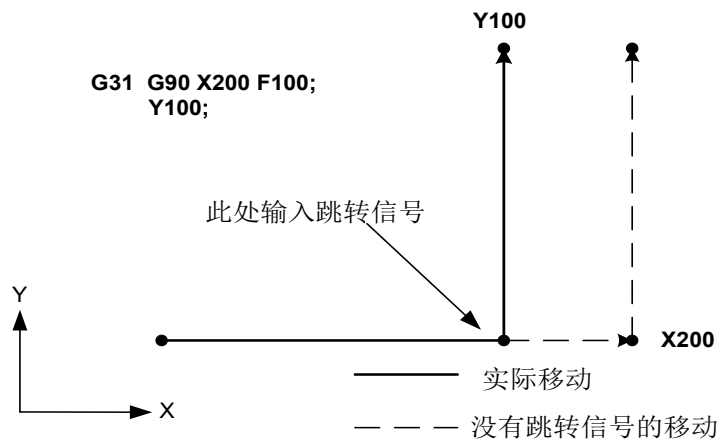 Y100
G31 G90 X200 F100;
Y100;
此处输入跳转信号
Y
X200
实际移动
X
没有跳转信号的移动